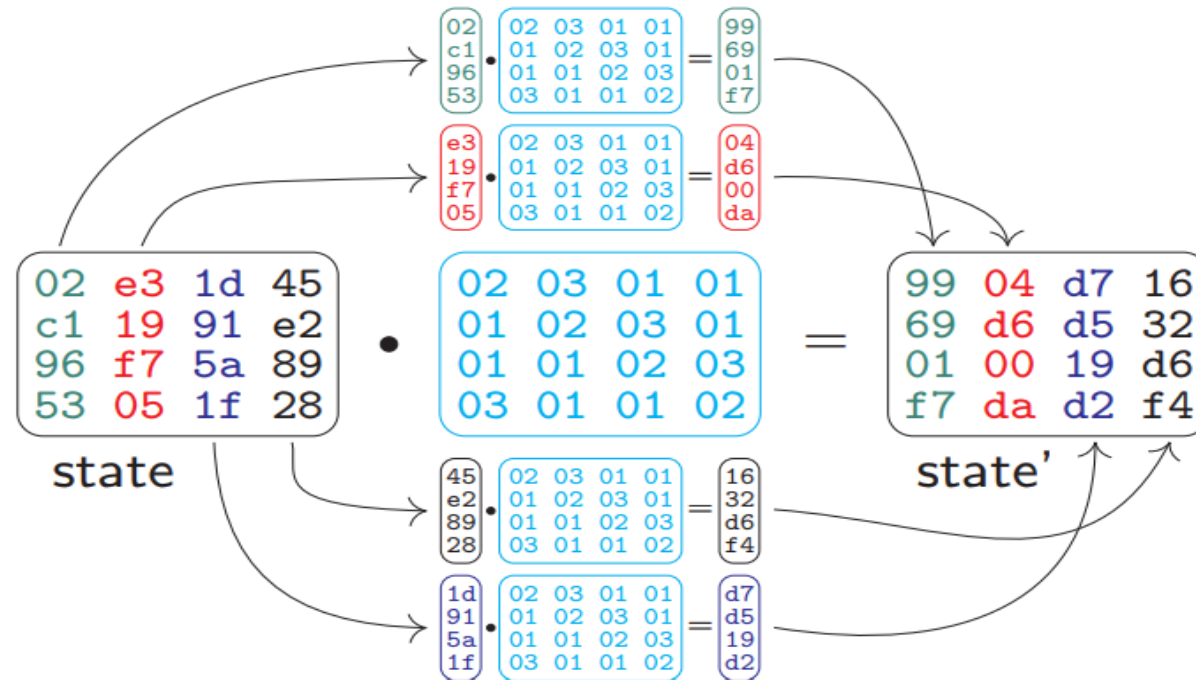 02 02 03 01 01 99
c1 • 01 02 03 01 = 69
96 01 01 02 03 01
53 03 01 01 02 f7
e3 02 03 01 01 04
19 • 01 02 03 01 = d6
f7 01 01 02 03 00
05 03 01 01 02 da
02 e3 1d 45 02 03 01 01 99 04 d7 16
c1 19 91 e2 • 01 02 03 01 = 69 d6 d5 32
96 f7 5a 89 01 01 02 03 01 00 19 d6
53 05 1f 28 03 01 01 02 f7 da d2 f4
state state'
45 02 03 01 01 16
e2 • 01 02 03 01 = 32
89 01 01 02 03 d6
28 03 01 01 02 f4
1d 02 03 01 01 d7
91 • 01 02 03 01 = d5
5a 01 01 02 03 19
1f 03 01 01 02 d2